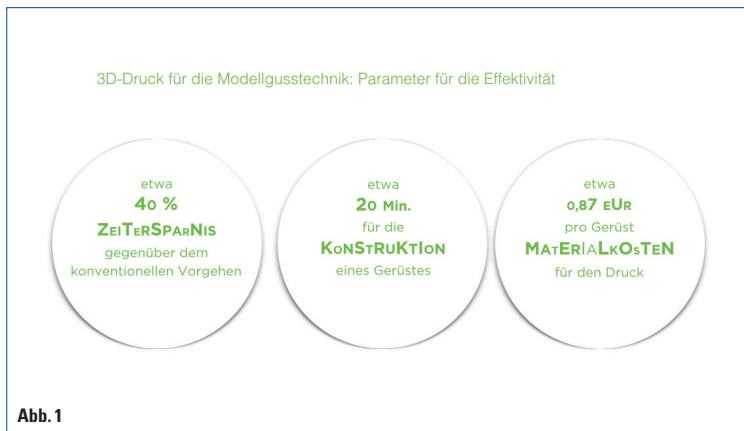 3D-Druck für die Modellgusstechnik: Parameter für die Effektivität
etwa
40 %
ZEITERSPARNIS
gegenüber dem
konventionellen Vorgehen
etwa
20 Min.
für die
KONSTRUKTION
eines Gerüstes
etwa
0,87 EUR
pro Gerüst
MATERIALKOSTEN
für den Druck
Abb. 1